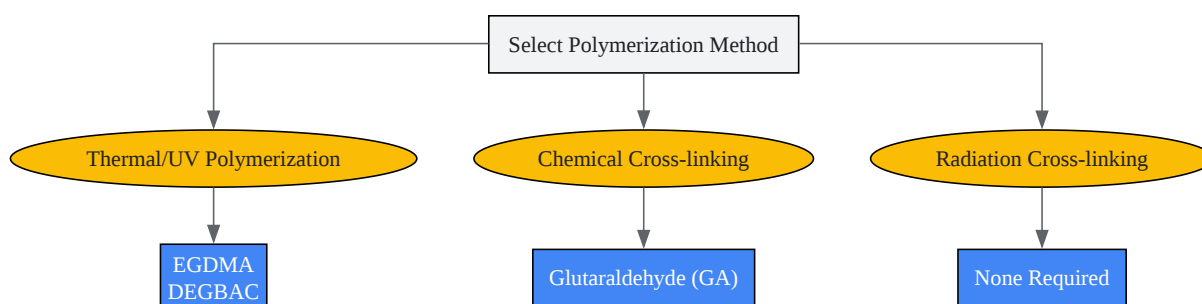 Select Polymerization Method
Thermal/UV Polymerization
Chemical Cross-linking
Radiation Cross-linking
EGDMA
DEGBAC
Glutaraldehyde (GA)
None Required